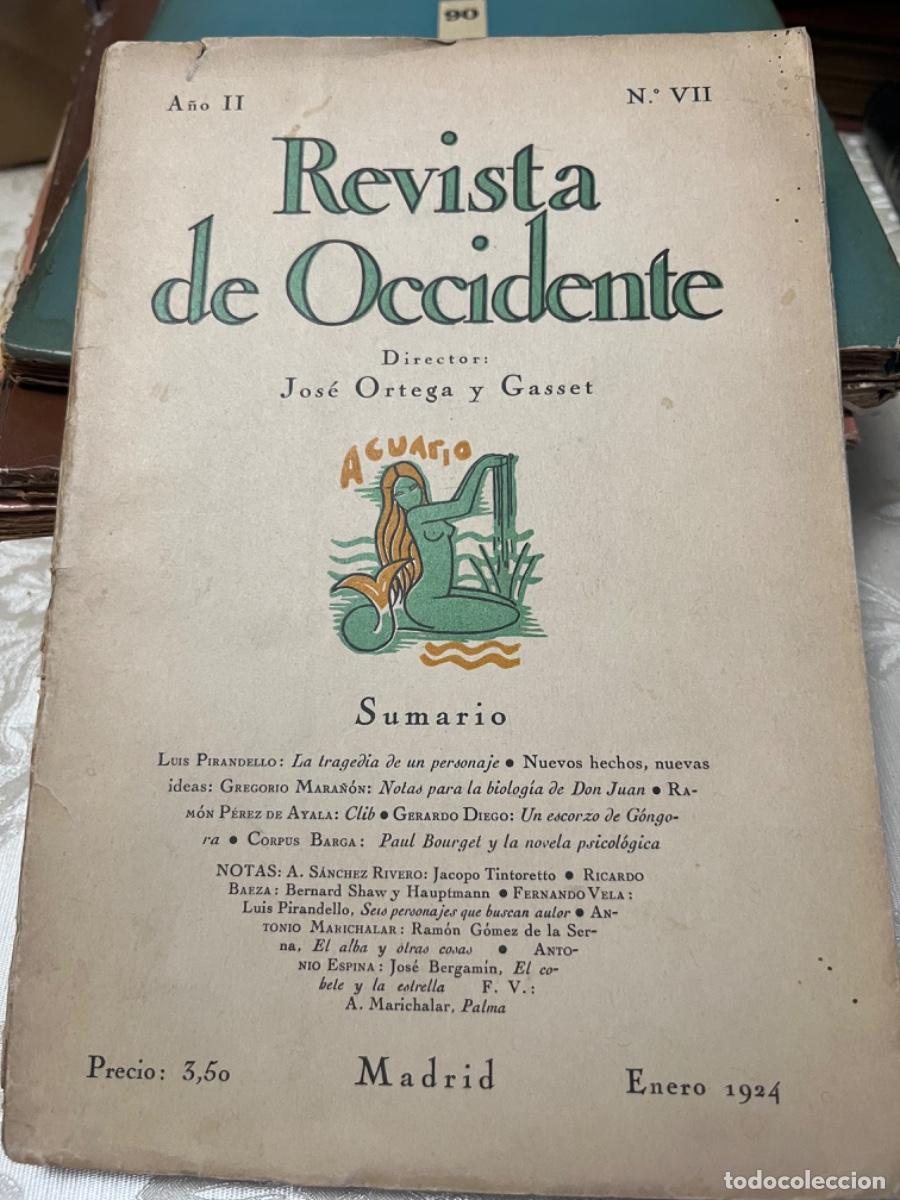 90
Año II
N.º VII
Revista
de Occidente
Director:
José Ortega y Gasset
ACUARIO
Sumario
Luis Pirandello: La tragedia de un personaje ● Nuevos hechos, nuevas
ideas: Gregorio Marañón: Notas para la biología de Don Juan ● Ra-
món Pérez de Ayala: Clib ● Gerardo Diego: Un escorzo de Góngo-
ra ● Corpus Barga: Paul Bourget y la novela psicológica
NOTAS: A. Sánchez Rivero: Jacopo Tintoretto ● Ricardo
Baeza: Bernard Shaw y Hauptmann ● Fernando Vela:
Luis Pirandello, Seis personajes que buscan autor ● An-
tonio Marichalar: Ramón Gómez de la Ser-
na, El alba y otras cosas ● Anto-
nio Espina: José Bergamín, El co-
hete y la estrella F. V.:
A. Marichalar, Palma
Precio: 3,50
Madrid
Enero 1924
todocoleccion